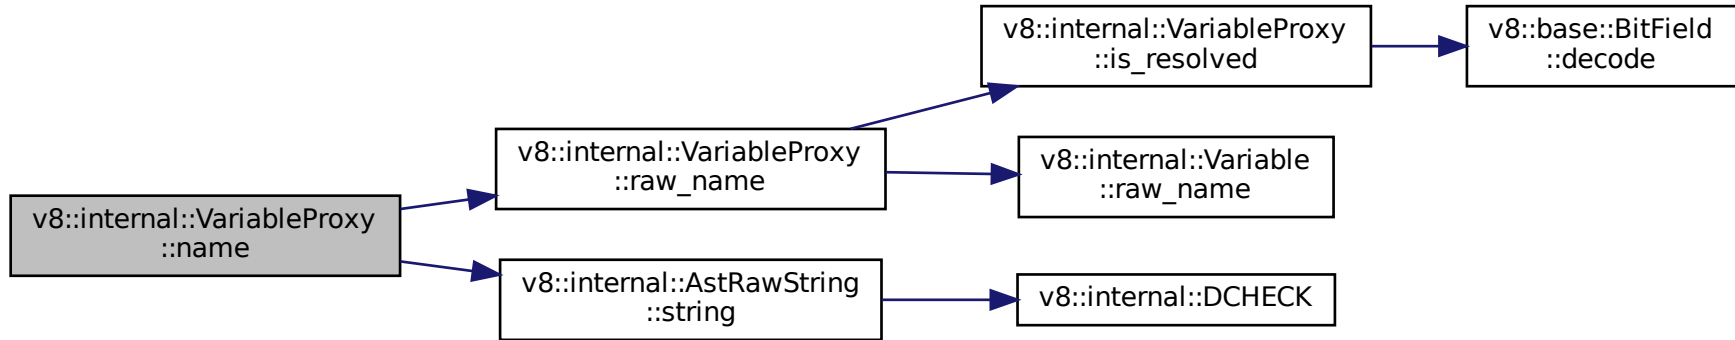 v8::internal::VariableProxy
::name
v8::internal::VariableProxy
::raw_name
v8::internal::AstRawString
::string
v8::internal::VariableProxy
::is_resolved
v8::internal::Variable
::raw_name
v8::internal::DCHECK
v8::base::BitField
::decode